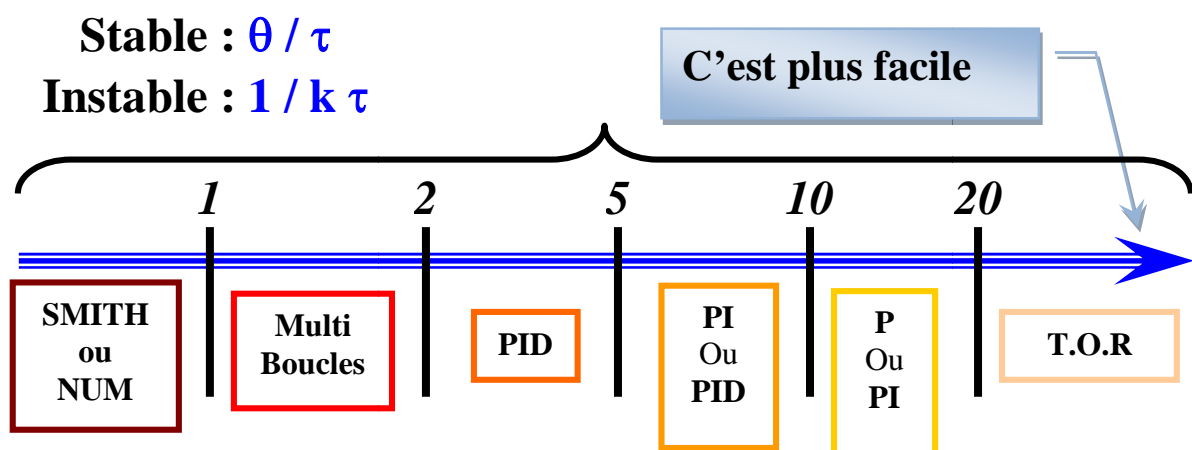 Stable : θ / τ
Instable : 1 / k τ
C'est plus facile
1 2 5 10 20
SMITH
ou
NUM
Multi
Boucles
PID
PI
Ou
PID
P
Ou
PI
T.O.R